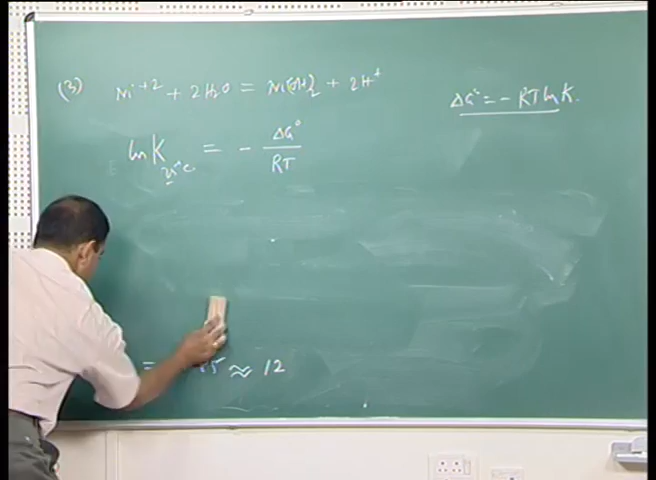 (3) Ni⁺² + 2H₂O = Ni(OH)₂ + 2H⁺
ΔG° = - RT ln K.
ln K₂₅°c = - ΔG° / RT
≈ 12